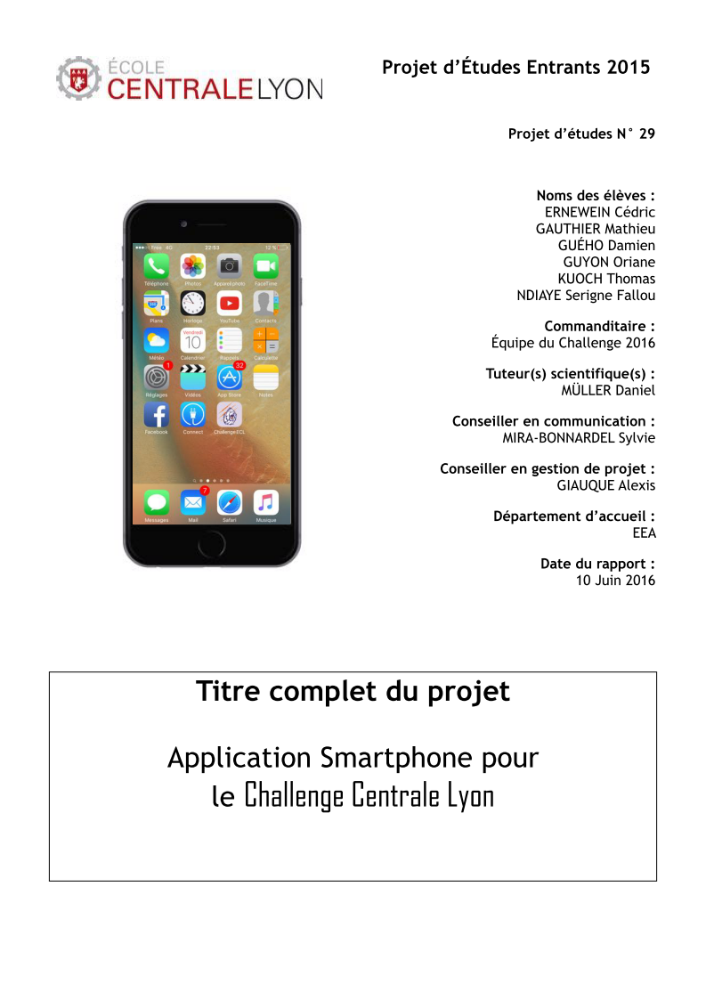 ÉCOLE
CENTRALELYON
Projet d’Études Entrants 2015
Projet d’études N° 29
Noms des élèves :
ERNEWEIN Cédric
GAUTHIER Mathieu
GUÉHO Damien
GUYON Oriane
KUOCH Thomas
NDIAYE Serigne Fallou
Commanditaire :
Équipe du Challenge 2016
Tuteur(s) scientifique(s) :
MÜLLER Daniel
Conseiller en communication :
MIRA-BONNARDEL Sylvie
Conseiller en gestion de projet :
GIAUQUE Alexis
Département d’accueil :
EEA
Date du rapport :
10 Juin 2016
Free 4G 22:53 12 %
Téléphone Photos Appareil photo FaceTime
Plans Horloge YouTube Contacts
Vendredi
10
Météo Calendrier Rappels Calculette
1 32
Réglages Vidéos App Store Notes
Facebook Connect ChallengeECL
7
Messages Mail Safari Musique
Titre complet du projet
Application Smartphone pour
le Challenge Centrale Lyon